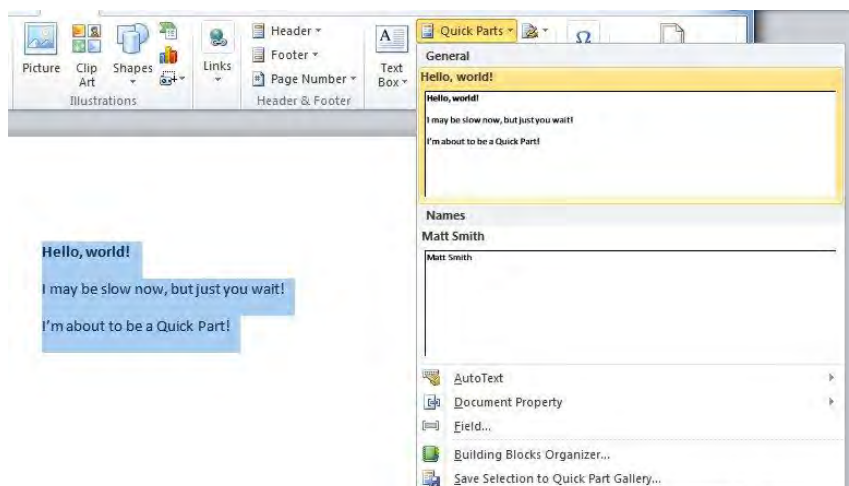 Picture
Clip
Art
Shapes
Illustrations
Links
Header
Footer
Page Number
Header & Footer
Text
Box
Quick Parts
Ω
General
Hello, world!
Hello, world!
I may be slow now, but just you wait!
I'm about to be a Quick Part!
Names
Matt Smith
Matt Smith
AutoText
Document Property
Field...
Building Blocks Organizer...
Save Selection to Quick Part Gallery...
Hello, world!
I may be slow now, but just you wait!
I'm about to be a Quick Part!